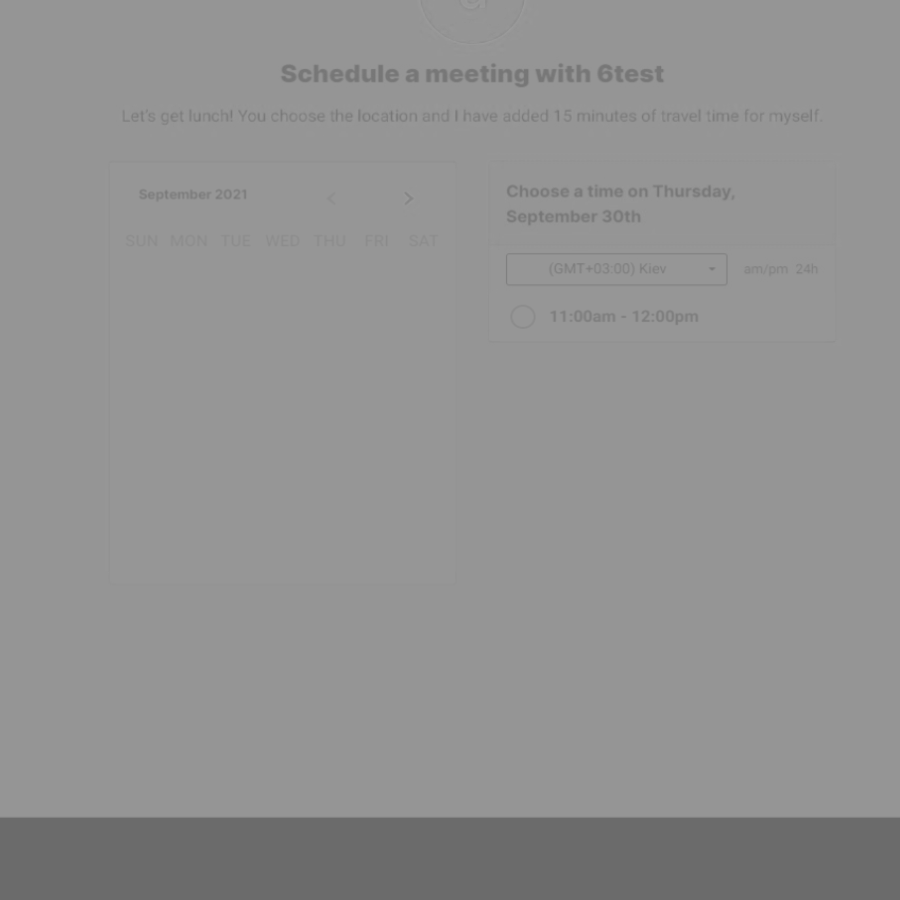 Schedule a meeting with 6test
Let's get lunch! You choose the location and I have added 15 minutes of travel time for myself.
September 2021
SUN MON TUE WED THU FRI SAT
Choose a time on Thursday,
September 30th
(GMT+03:00) Kiev
am/pm 24h
11:00am - 12:00pm